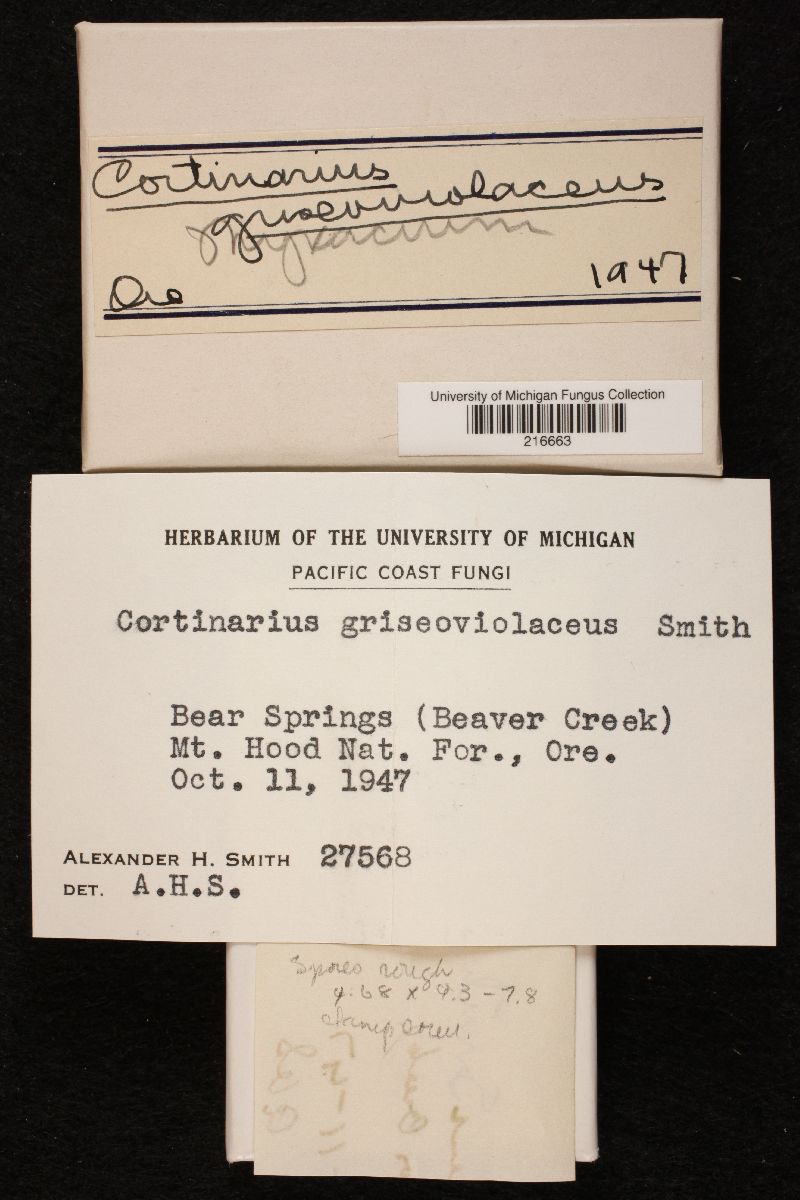 Cortinarius
griseoviolaceus
Ore 1947
University of Michigan Fungus Collection
216663
HERBARIUM OF THE UNIVERSITY OF MICHIGAN
PACIFIC COAST FUNGI
Cortinarius griseoviolaceus Smith
Bear Springs (Beaver Creek)
Mt. Hood Nat. For., Ore.
Oct. 11, 1947
ALEXANDER H. SMITH 27568
DET. A.H.S.
Spores rough